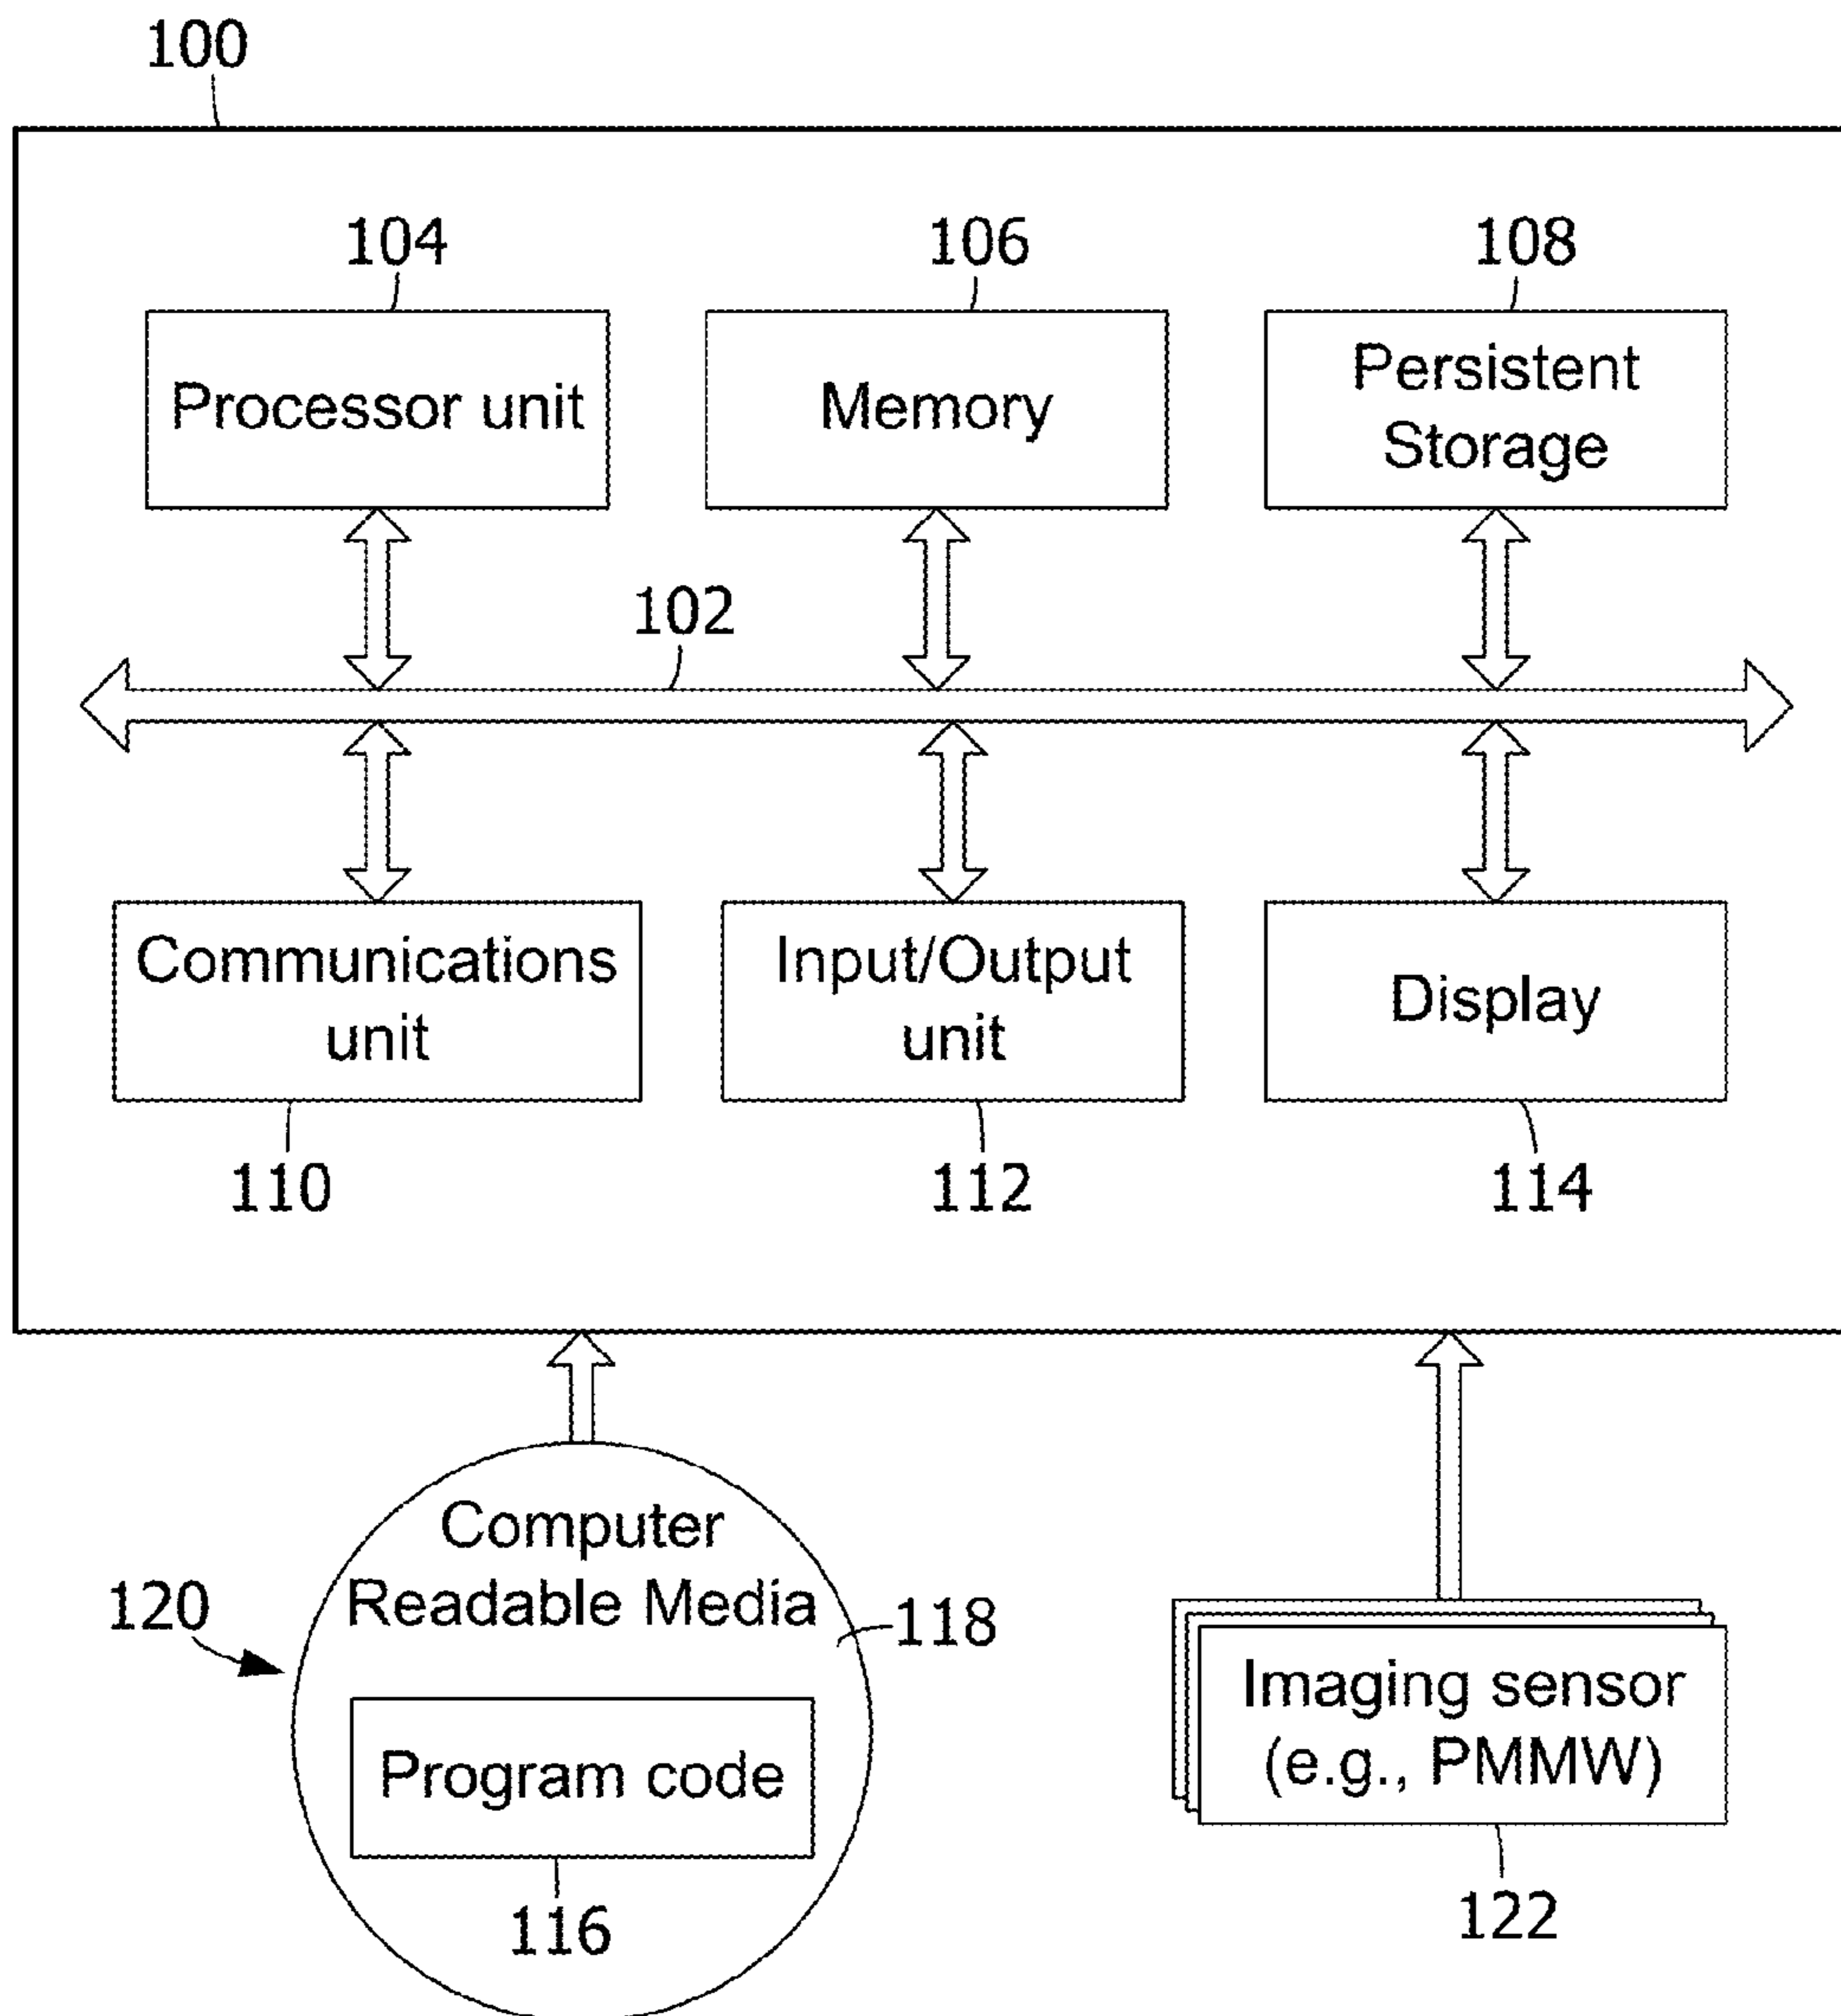 100
104
106
108
Processor unit
Memory
Persistent
Storage
102
Communications
unit
Input/Output
unit
Display
110
112
114
Computer
Readable Media
120
118
Program code
116
Imaging sensor
(e.g., PMMW)
122